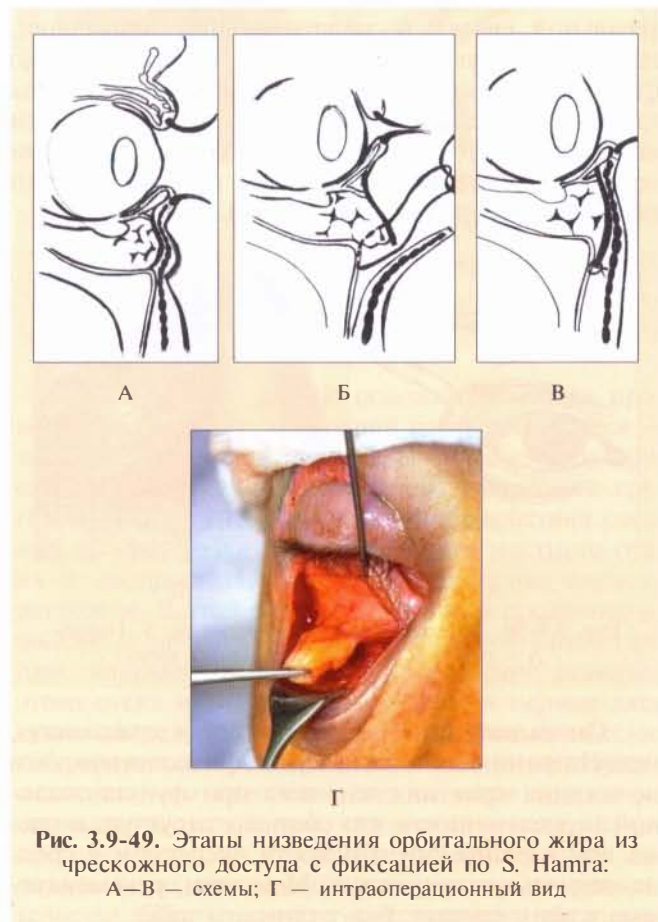 А
Б
В
Г
Рис. 3.9-49. Этапы низведения орбитального жира из
чрескожного доступа с фиксацией по S. Hamra:
А—В — схемы; Г — интраоперационный вид